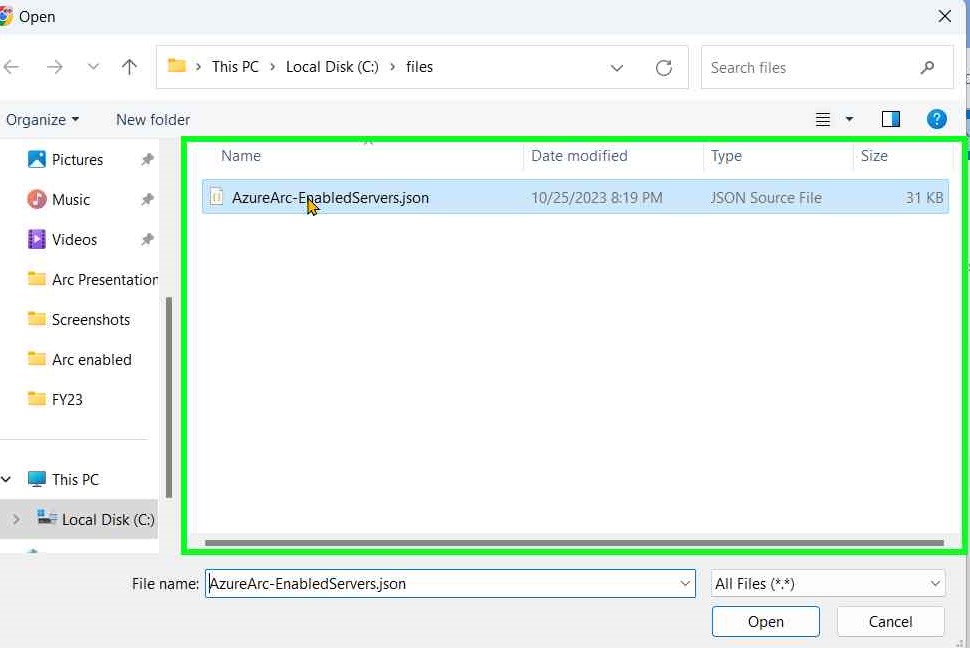 Open
This PC > Local Disk (C:) > files
Search files
Organize
New folder
?
Name
Date modified
Type
Size
AzureArc-EnabledServers.json
10/25/2023 8:19 PM
JSON Source File
31 KB
Pictures
Music
Videos
Arc Presentation
Screenshots
Arc enabled
FY23
This PC
Local Disk (C:)
File name:
AzureArc-EnabledServers.json
All Files (*.*)
Open
Cancel